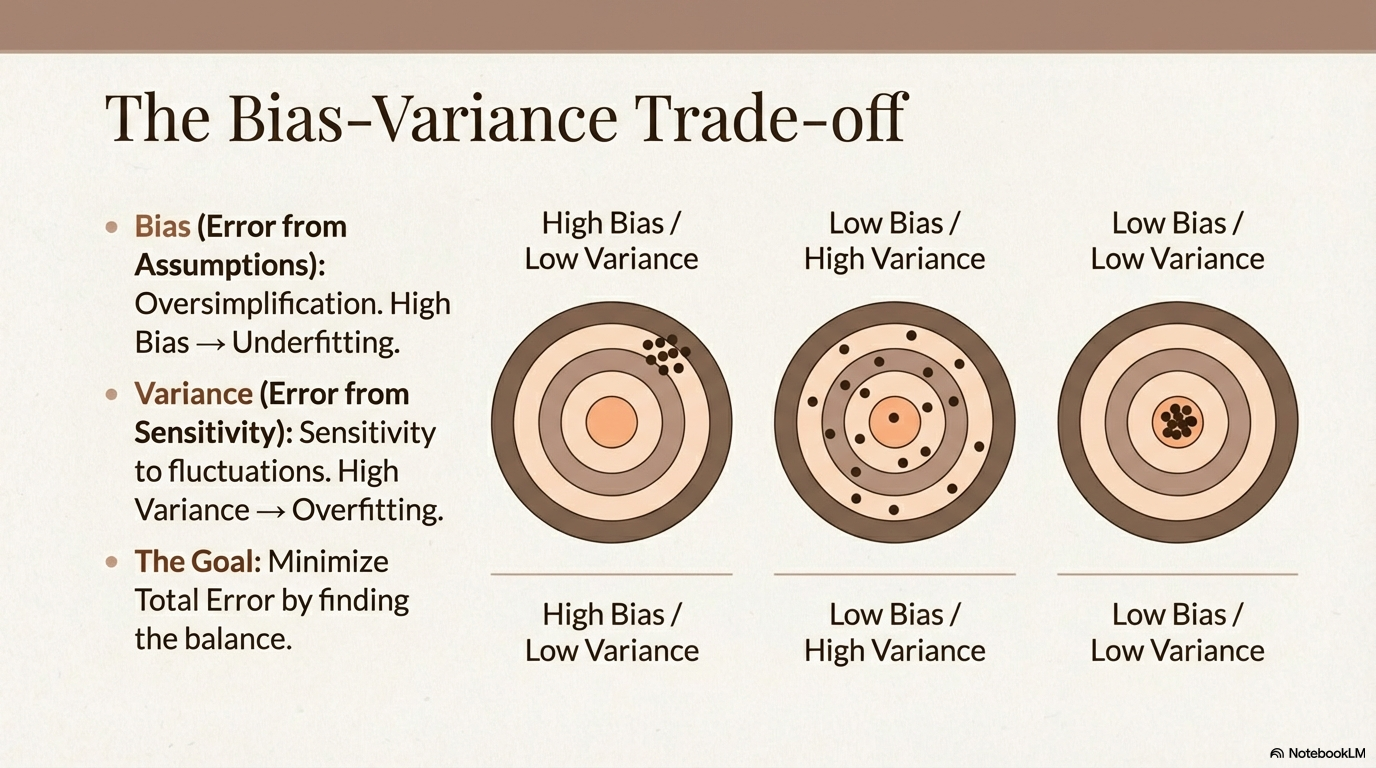 The Bias-Variance Trade-off
• Bias (Error from
Assumptions):
Oversimplification. High
Bias → Underfitting.
• Variance (Error from
Sensitivity): Sensitivity
to fluctuations. High
Variance → Overfitting.
• The Goal: Minimize
Total Error by finding
the balance.
High Bias /
Low Variance
Low Bias /
High Variance
Low Bias /
Low Variance
High Bias /
Low Variance
Low Bias /
High Variance
Low Bias /
Low Variance
NotebookLM